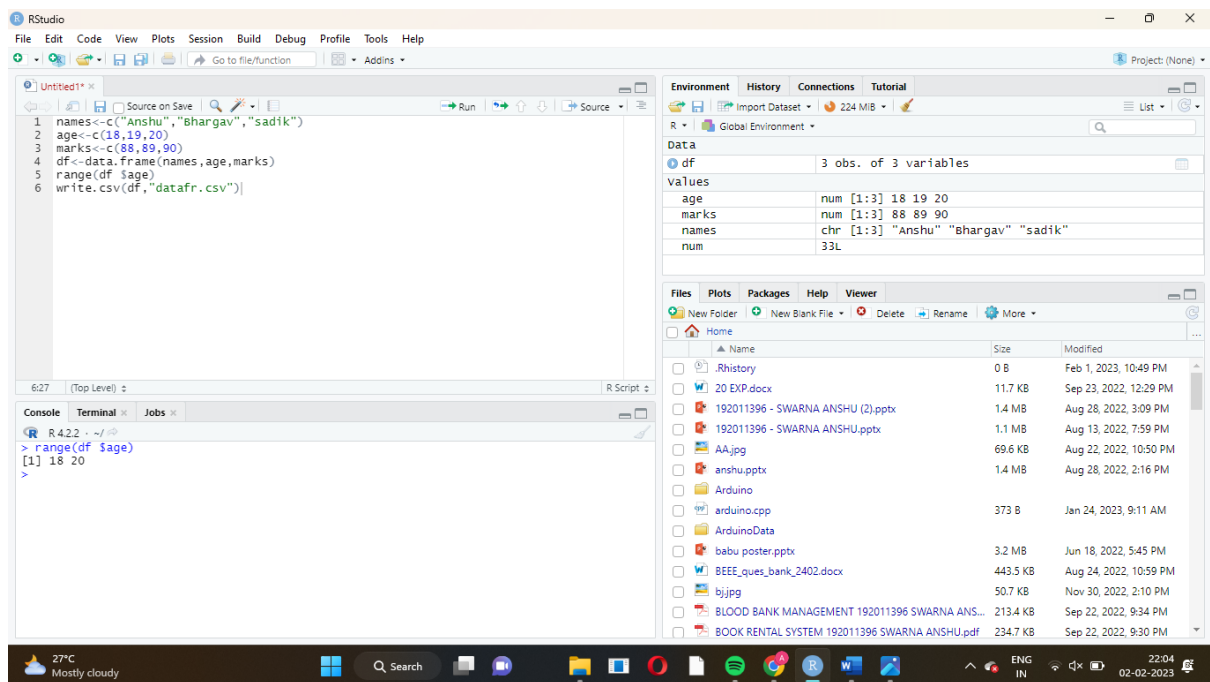 RStudio
File Edit Code View Plots Session Build Debug Profile Tools Help
Go to file/function Addins Project: (None)
Untitled1*
Source on Save Run Source
1 names<-c("Anshu","Bhargav","sadik")
2 age<-c(18,19,20)
3 marks<-c(88,89,90)
4 df<-data.frame(names,age,marks)
5 range(df $age)
6 write.csv(df,"datafr.csv")
6:27 (Top Level) R Script
Console Terminal Jobs
R 4.2.2 · ~/
> range(df $age)
[1] 18 20
>
Environment History Connections Tutorial
Import Dataset 224 MiB List
R Global Environment
Data
df 3 obs. of 3 variables
Values
age num [1:3] 18 19 20
marks num [1:3] 88 89 90
names chr [1:3] "Anshu" "Bhargav" "sadik"
num 33L
Files Plots Packages Help Viewer
New Folder New Blank File Delete Rename More
Home
Name Size Modified
.Rhistory 0 B Feb 1, 2023, 10:49 PM
20 EXP.docx 11.7 KB Sep 23, 2022, 12:29 PM
192011396 - SWARNA ANSHU (2).pptx 1.4 MB Aug 28, 2022, 3:09 PM
192011396 - SWARNA ANSHU.pptx 1.1 MB Aug 13, 2022, 7:59 PM
AA.jpg 69.6 KB Aug 22, 2022, 10:50 PM
anshu.pptx 1.4 MB Aug 28, 2022, 2:16 PM
Arduino
arduino.cpp 373 B Jan 24, 2023, 9:11 AM
ArduinoData
babu poster.pptx 3.2 MB Jun 18, 2022, 5:45 PM
BEEE_ques_bank_2402.docx 443.5 KB Aug 24, 2022, 10:59 PM
bj.jpg 50.7 KB Nov 30, 2022, 2:10 PM
BLOOD BANK MANAGEMENT 192011396 SWARNA ANS... 213.4 KB Sep 22, 2022, 9:34 PM
BOOK RENTAL SYSTEM 192011396 SWARNA ANSHU.pdf 234.7 KB Sep 22, 2022, 9:30 PM
27°C
Mostly cloudy
Search
ENG
IN
22:04
02-02-2023